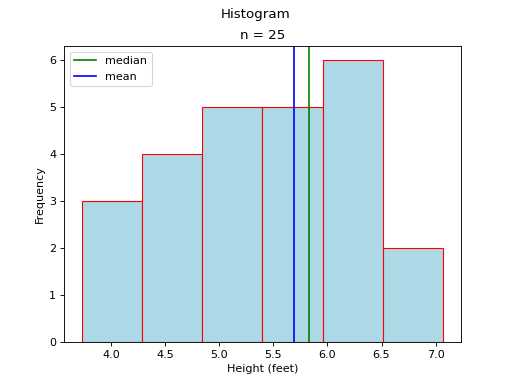 Histogram
n = 25
median
mean
6
5
4
3
2
1
0
Frequency
4.0 4.5 5.0 5.5 6.0 6.5 7.0
Height (feet)